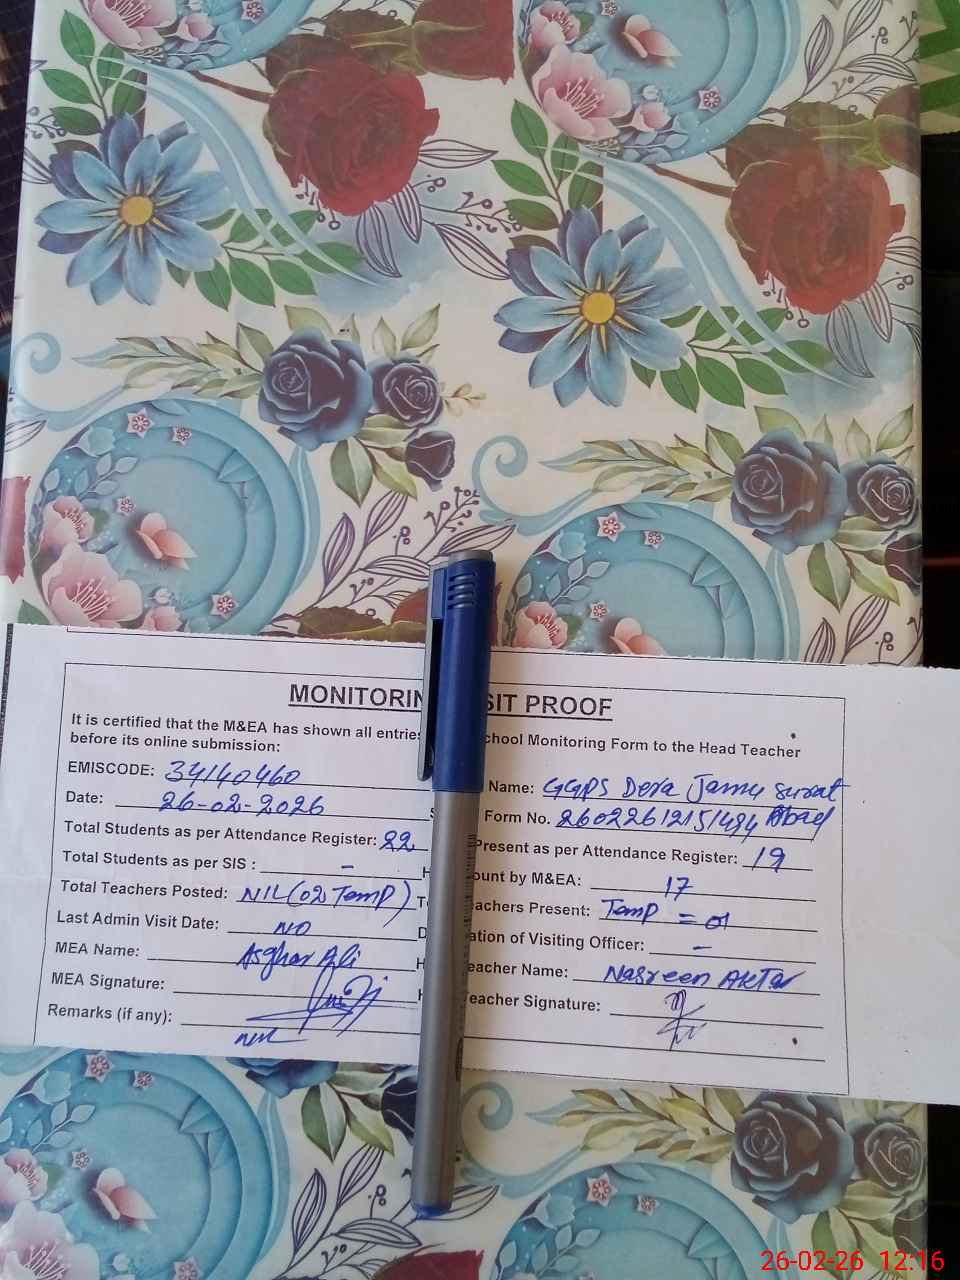 MONITORIN SIT PROOF
It is certified that the M&EA has shown all entries chool Monitoring Form to the Head Teacher
before its online submission:
EMISCODE: 34140460 Name: GGPS Dera Jamu Surat
Date: 26-02-2026 Form No. 26022612151494
Total Students as per Attendance Register: 22 Present as per Attendance Register: 19
Total Students as per SIS : - ount by M&EA: 17
Total Teachers Posted: NIL (02 Temp) achers Present: Temp = 01
Last Admin Visit Date: NO ation of Visiting Officer: -
MEA Name: Asghar Ali eacher Name: Nasreen Aktar
MEA Signature: eacher Signature:
Remarks (if any): NIL
26-02-26 12:16